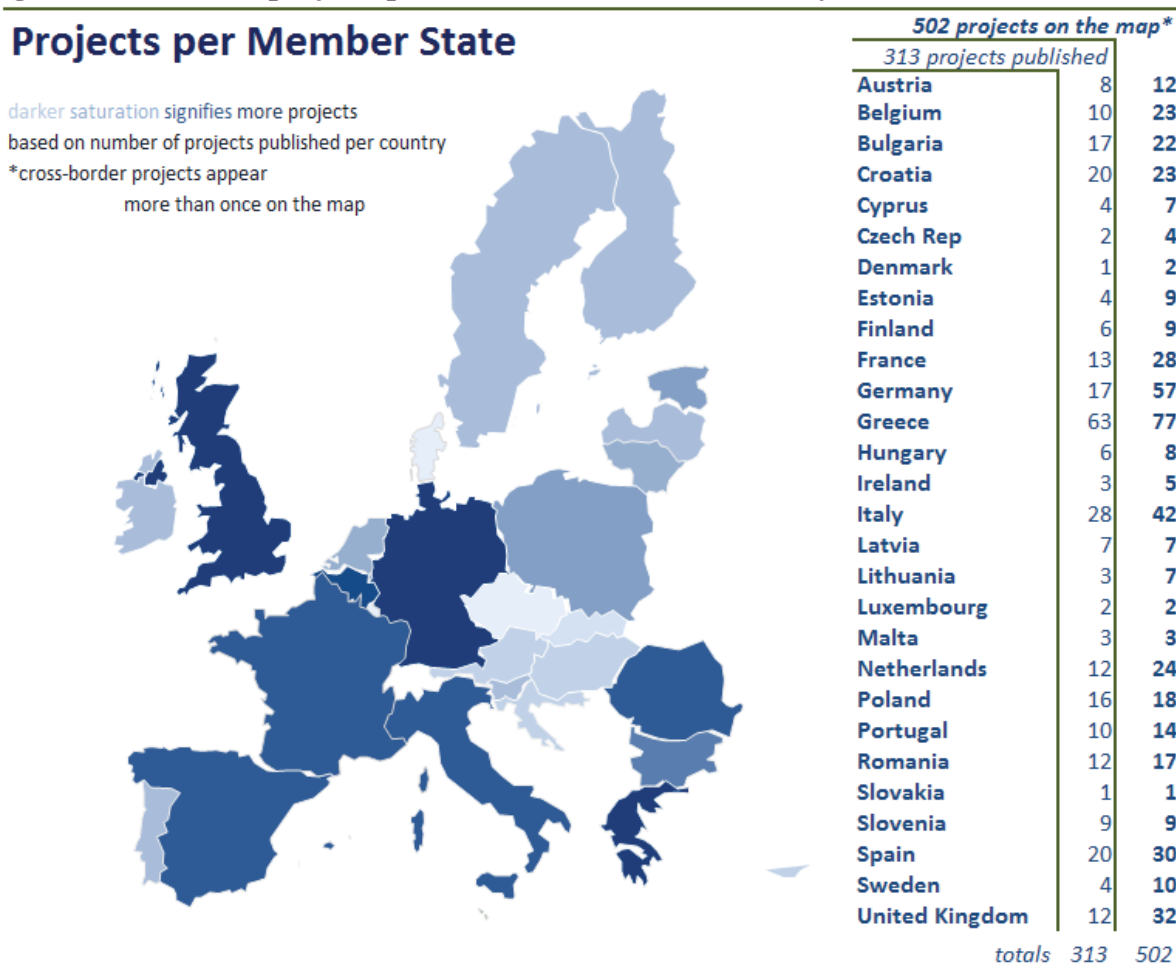 Projects per Member State
darker saturation signifies more projects
based on number of projects published per country
*cross-border projects appear
more than once on the map
502 projects on the map*
313 projects published
Austria 8 12
Belgium 10 23
Bulgaria 17 22
Croatia 20 23
Cyprus 4 7
Czech Rep 2 4
Denmark 1 2
Estonia 4 9
Finland 6 9
France 13 28
Germany 17 57
Greece 63 77
Hungary 6 8
Ireland 3 5
Italy 28 42
Latvia 7 7
Lithuania 3 7
Luxembourg 2 2
Malta 3 3
Netherlands 12 24
Poland 16 18
Portugal 10 14
Romania 12 17
Slovakia 1 1
Slovenia 9 9
Spain 20 30
Sweden 4 10
United Kingdom 12 32
totals 313 502